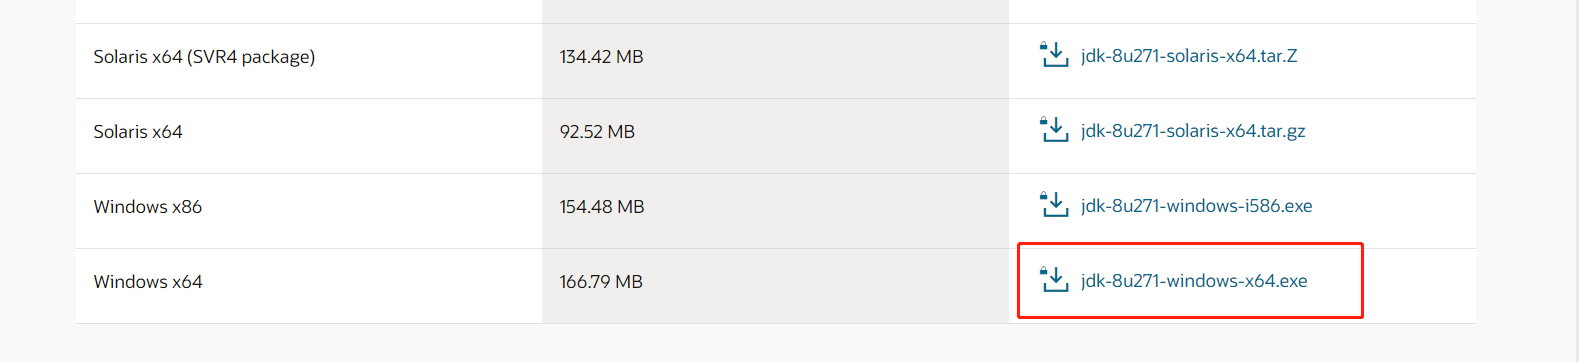 Solaris x64 (SVR4 package) 134.42 MB jdk-8u271-solaris-x64.tar.Z
Solaris x64 92.52 MB jdk-8u271-solaris-x64.tar.gz
Windows x86 154.48 MB jdk-8u271-windows-i586.exe
Windows x64 166.79 MB jdk-8u271-windows-x64.exe